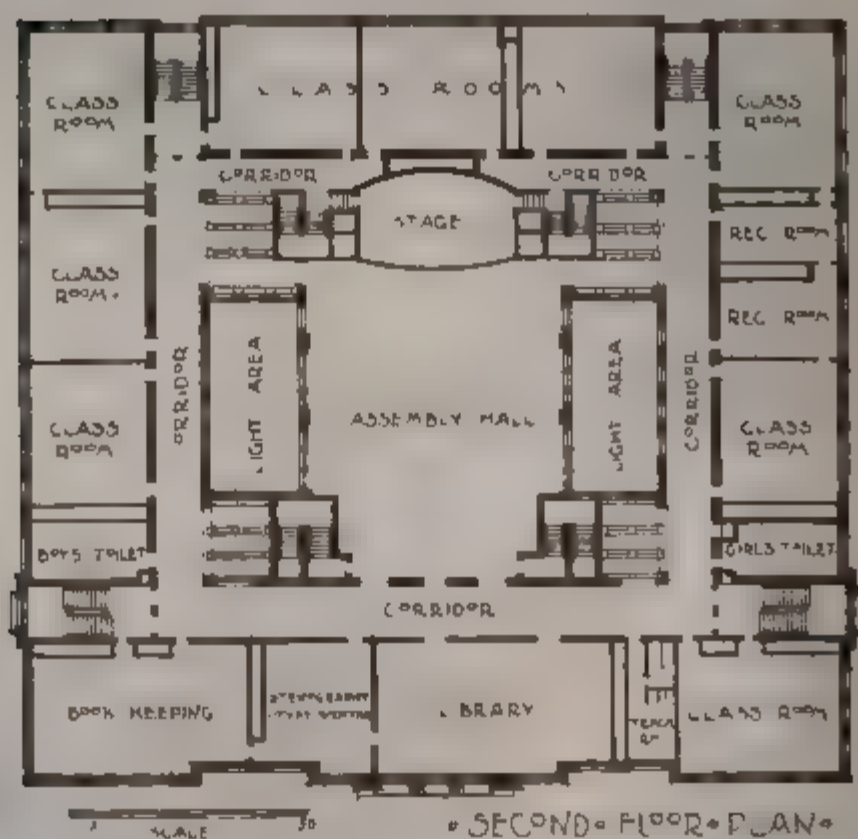 CLASS ROOMS
CLASS
ROOM
CLASS
ROOM
CORRIDOR
CORRIDOR
STAGE
REC ROOM
CLASS
ROOM
REC ROOM
CORRIDOR
LIGHT AREA
ASSEMBLY HALL
LIGHT AREA
CORRIDOR
CLASS
ROOM
CLASS
ROOM
BOYS TOILET
GIRLS TOILET
CORRIDOR
BOOK KEEPING
LIBRARY
CLASS ROOM
SCALE
• SECOND • FLOOR • PLAN •